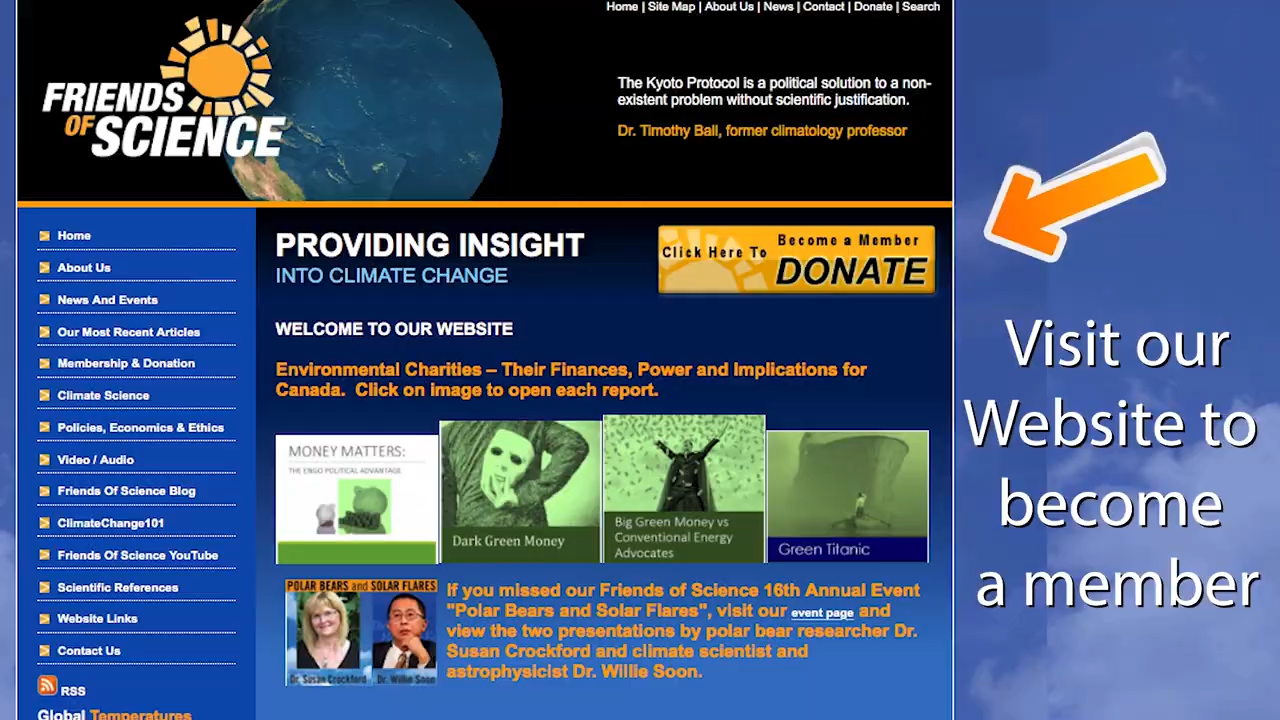 Home | Site Map | About Us | News | Contact | Donate | Search
FRIENDS
OF SCIENCE
The Kyoto Protocol is a political solution to a non-
existent problem without scientific justification.
Dr. Timothy Ball, former climatology professor
Home
About Us
News And Events
Our Most Recent Articles
Membership & Donation
Climate Science
Policies, Economics & Ethics
Video / Audio
Friends Of Science Blog
ClimateChange101
Friends Of Science YouTube
Scientific References
Website Links
Contact Us
RSS
Global Temperatures
PROVIDING INSIGHT
INTO CLIMATE CHANGE
Click Here To
Become a Member
DONATE
WELCOME TO OUR WEBSITE
Environmental Charities – Their Finances, Power and Implications for
Canada. Click on image to open each report.
MONEY MATTERS:
THE ENGO POLITICAL ADVANTAGE
Dark Green Money
Big Green Money vs
Conventional Energy
Advocates
Green Titanic
POLAR BEARS and SOLAR FLARES
Dr. Susan Crockford
Dr. Willie Soon
If you missed our Friends of Science 16th Annual Event
"Polar Bears and Solar Flares", visit our event page and
view the two presentations by polar bear researcher Dr.
Susan Crockford and climate scientist and
astrophysicist Dr. Willie Soon.
Visit our
Website to
become
a member